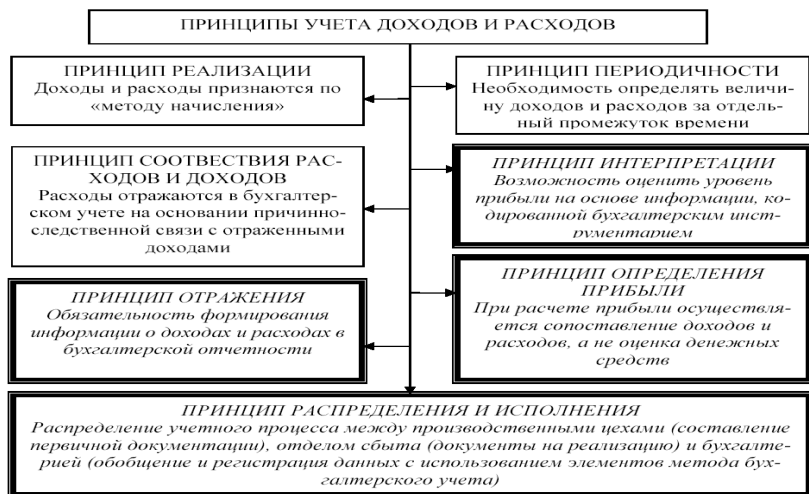 ПРИНЦИПЫ УЧЕТА ДОХОДОВ И РАСХОДОВ
ПРИНЦИП РЕАЛИЗАЦИИ
Доходы и расходы признаются по
«методу начисления»
ПРИНЦИП ПЕРИОДИЧНОСТИ
Необходимость определять величи-
ну доходов и расходов за отдель-
ный промежуток времени
ПРИНЦИП СООТВЕСТВИЯ РАС-
ХОДОВ И ДОХОДОВ
Расходы отражаются в бухгалтер-
ском учете на основании причинно-
следственной связи с отраженными
доходами
ПРИНЦИП ИНТЕРПРЕТАЦИИ
Возможность оценить уровень
прибыли на основе информации, ко-
дированной бухгалтерским инст-
рументарием
ПРИНЦИП ОТРАЖЕНИЯ
Обязательность формирования
информации о доходах и расходах в
бухгалтерской отчетности
ПРИНЦИП ОПРЕДЕЛЕНИЯ
ПРИБЫЛИ
При расчете прибыли осуществля-
ется сопоставление доходов и
расходов, а не оценка денежных
средств
ПРИНЦИП РАСПРЕДЕЛЕНИЯ И ИСПОЛНЕНИЯ
Распределение учетного процесса между производственными цехами (составление
первичной документации), отделом сбыта (документы на реализацию) и бухгалте-
рией (обобщение и регистрация данных с использованием элементов метода бух-
галтерского учета)